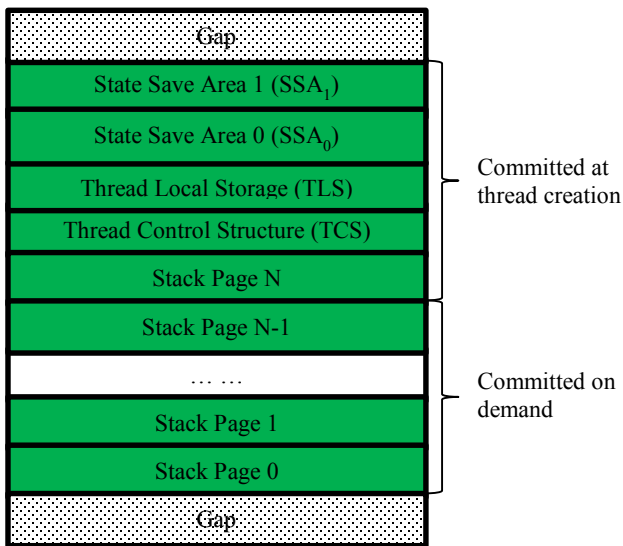 Gap
State Save Area 1 (SSA₁)
State Save Area 0 (SSA₀)
Thread Local Storage (TLS)
Thread Control Structure (TCS)
Stack Page N
Stack Page N-1
… …
Stack Page 1
Stack Page 0
Gap
Committed at
thread creation
Committed on
demand